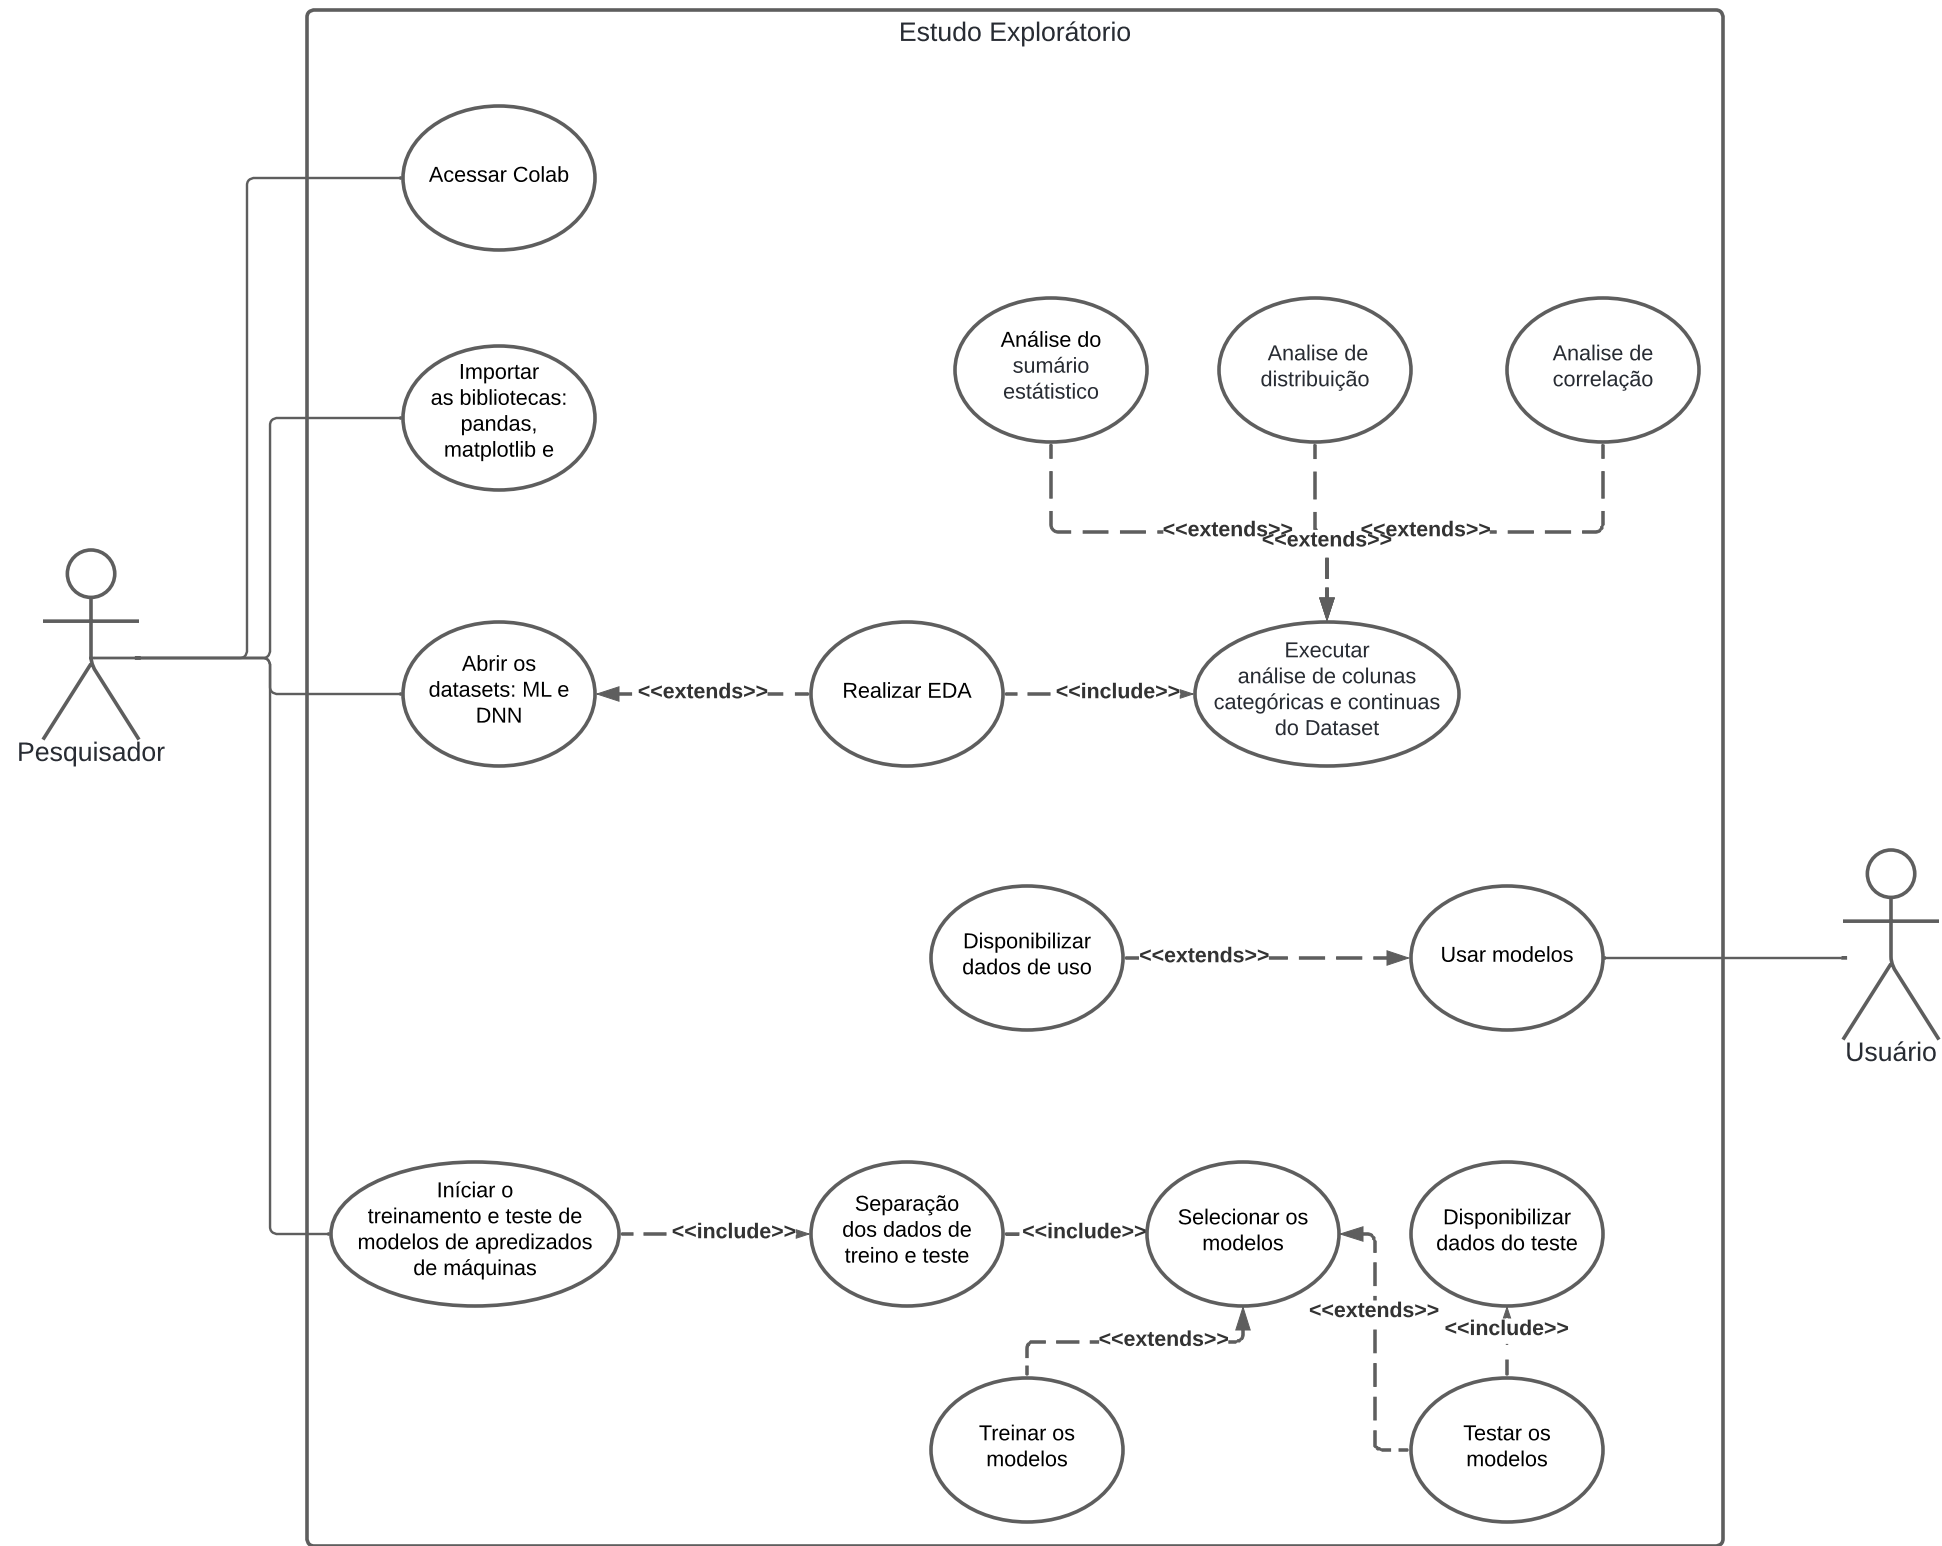 Estudo Explorátorio
Acessar Colab
Importar
as bibliotecas:
pandas,
matplotlib e
Análise do
sumário
estátistico
Analise de
distribuição
Analise de
correlação
<<extends>>
<<extends>>
<<extends>>
Pesquisador
Abrir os
datasets: ML e
DNN
<<extends>>
Realizar EDA
<<include>>
Executar
análise de colunas
categóricas e continuas
do Dataset
Disponibilizar
dados de uso
<<extends>>
Usar modelos
Usuário
Iníciar o
treinamento e teste de
modelos de apredizados
de máquinas
<<include>>
Separação
dos dados de
treino e teste
<<include>>
Selecionar os
modelos
Disponibilizar
dados do teste
<<extends>>
<<include>>
<<extends>>
Treinar os
modelos
Testar os
modelos